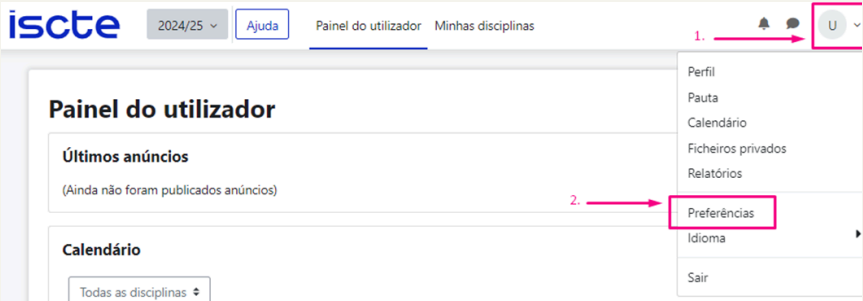 iscte 2024/25 Ajuda Painel do utilizador Minhas disciplinas 1. U
Perfil
Pauta
Calendário
Ficheiros privados
Relatórios
2. Preferências
Idioma
Sair
Painel do utilizador
Últimos anúncios
(Ainda não foram publicados anúncios)
Calendário
Todas as disciplinas